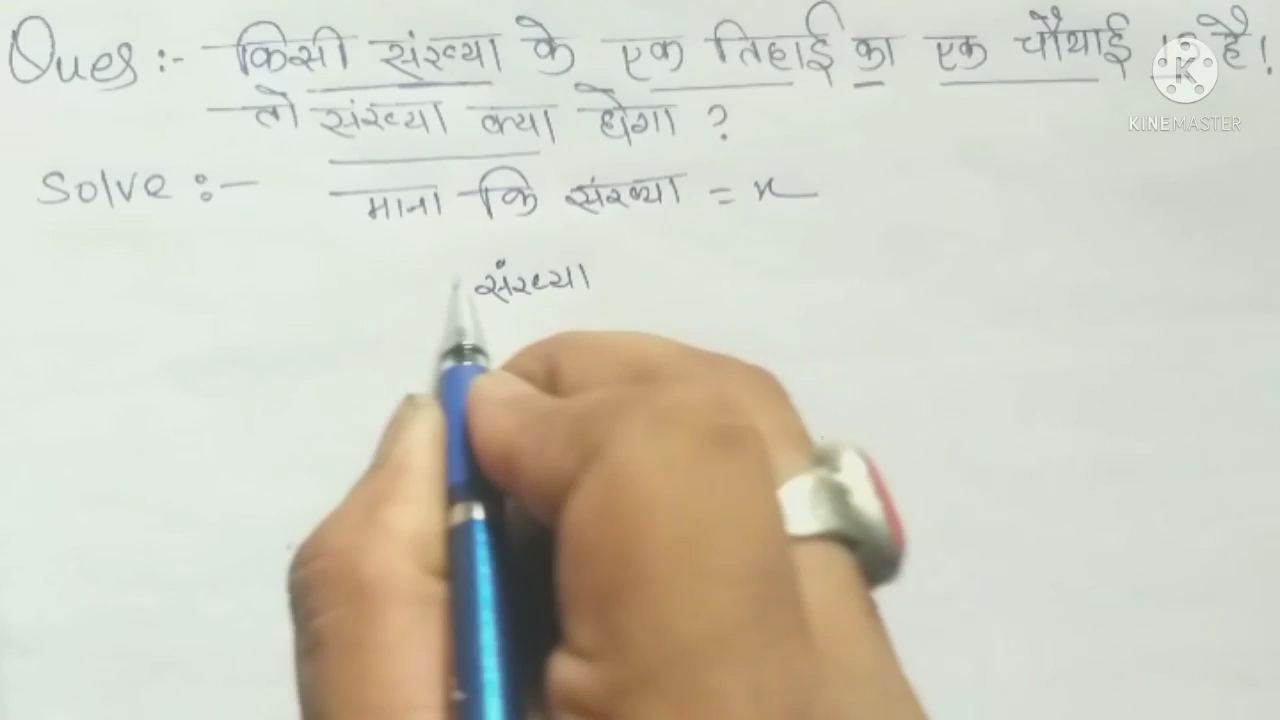 Ques :- किसी संख्या के एक तिहाई का एक चौथाई है।
तो संख्या क्या होगा ?
Solve :- माना कि संख्या = x
संख्या
K
KINEMASTER